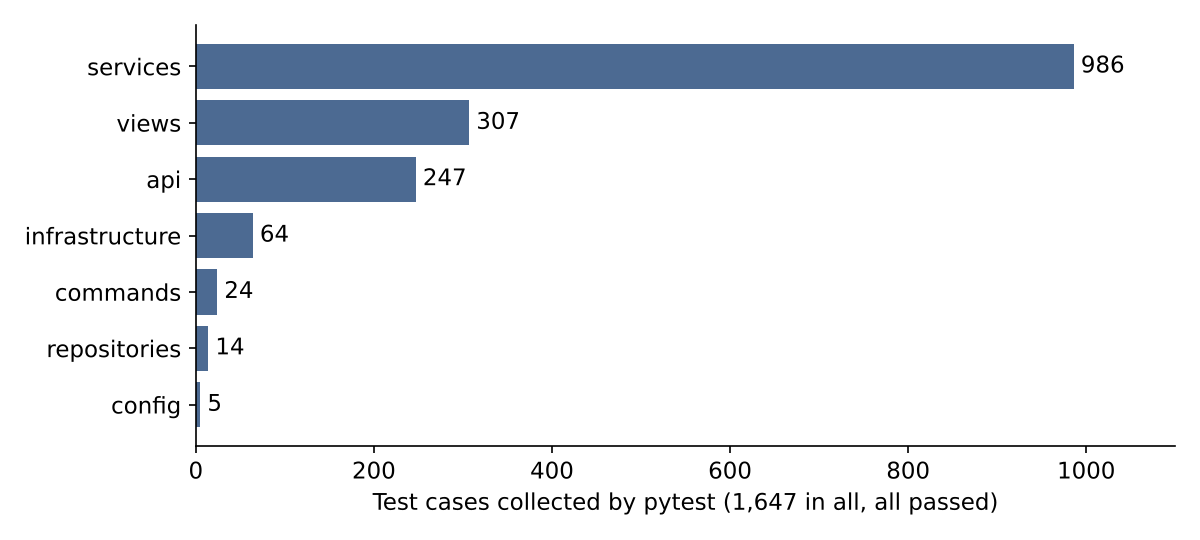 services 986
views 307
api 247
infrastructure 64
commands 24
repositories 14
config 5
0 200 400 600 800 1000
Test cases collected by pytest (1,647 in all, all passed)